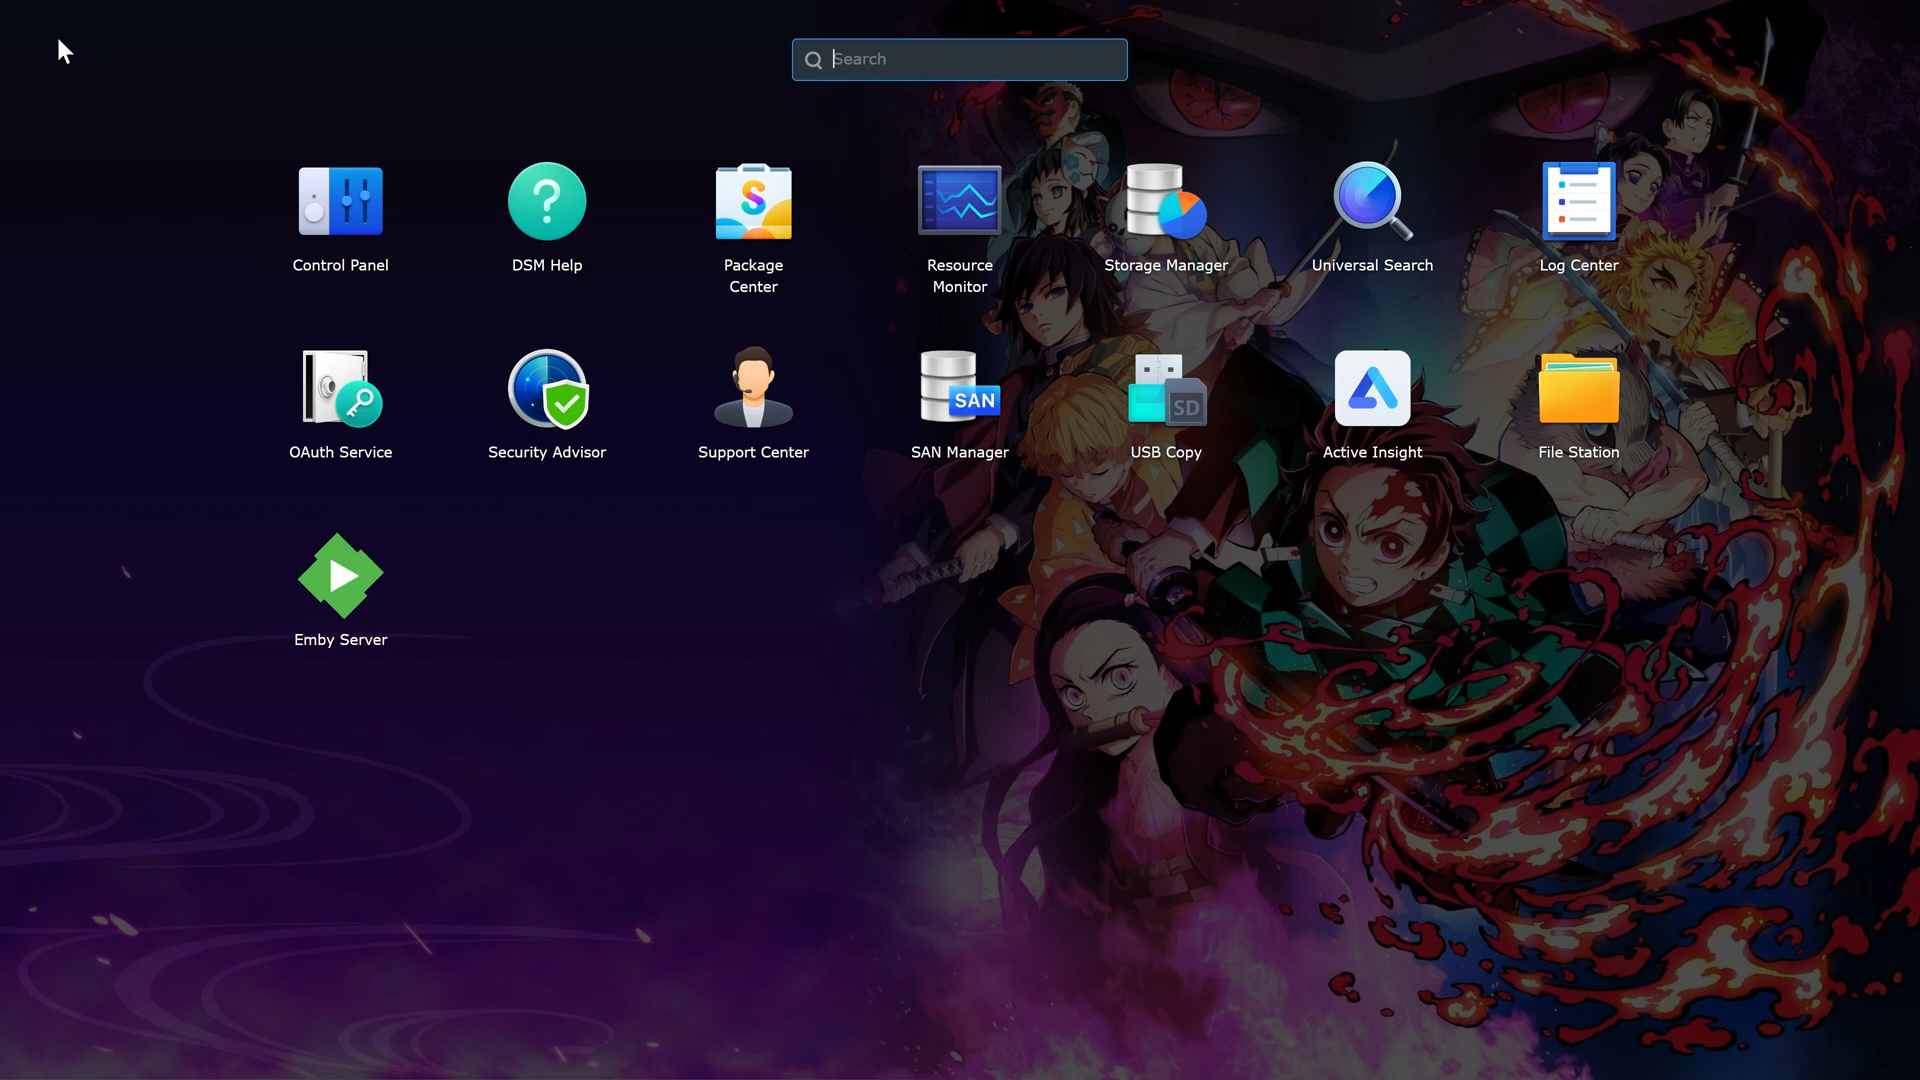 Search
Control Panel
DSM Help
Package
Center
Resource
Monitor
Storage Manager
Universal Search
Log Center
OAuth Service
Security Advisor
Support Center
SAN
SAN Manager
SD
USB Copy
Active Insight
File Station
Emby Server